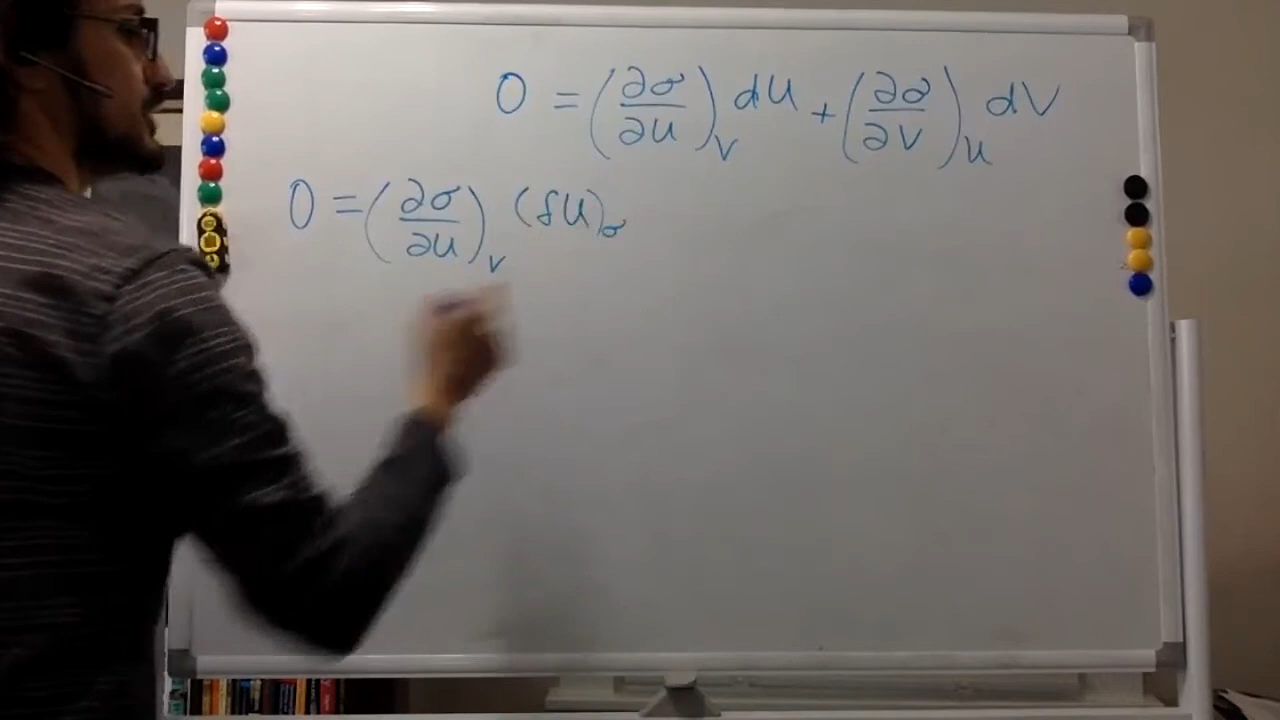 0 = (∂σ/∂U)_V dU + (∂σ/∂V)_U dV
0 = (∂σ/∂U)_V (δU)_σ